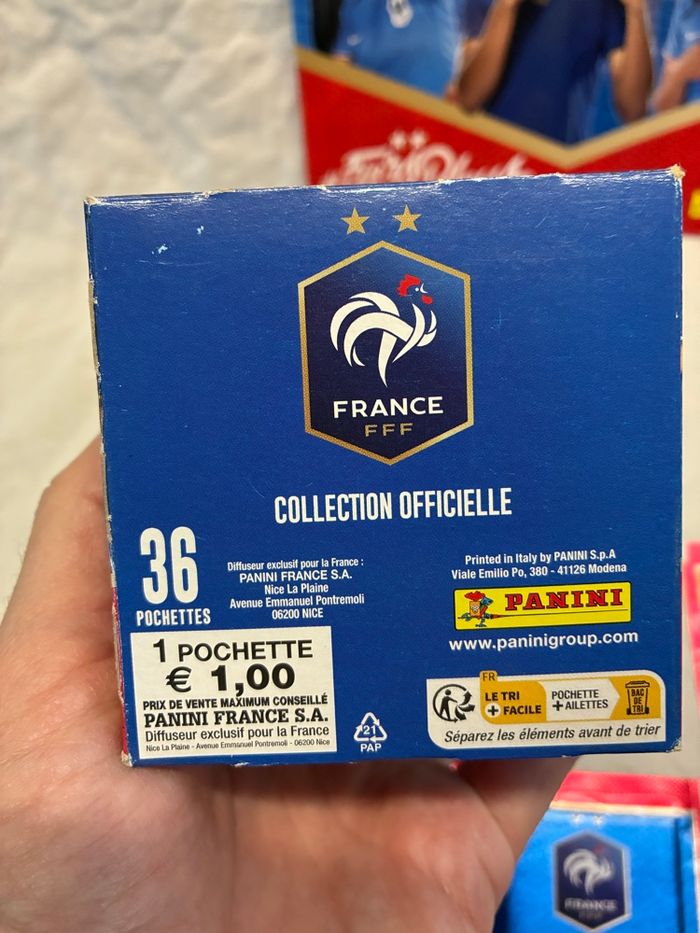 FRANCE
FFF
COLLECTION OFFICIELLE
36
POCHETTES
Diffuseur exclusif pour la France :
PANINI FRANCE S.A.
Nice La Plaine
Avenue Emmanuel Pontremoli
06200 NICE
Printed in Italy by PANINI S.p.A
Viale Emilio Po, 380 - 41126 Modena
PANINI
www.paninigroup.com
1 POCHETTE
€ 1,00
PRIX DE VENTE MAXIMUM CONSEILLÉ
PANINI FRANCE S.A.
Diffuseur exclusif pour la France
Nice La Plaine - Avenue Emmanuel Pontremoli - 06200 Nice
21
PAP
FR
LE TRI
+ FACILE
POCHETTE
+ AILETTES
BAC
DE
TRI
Séparez les éléments avant de trier
FRANCE
FFF